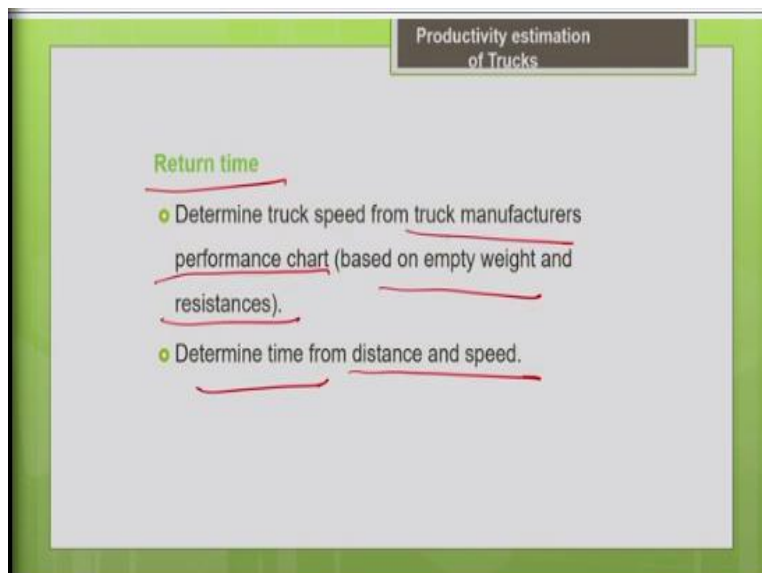 Productivity estimation
of Trucks
Return time
Determine truck speed from truck manufacturers
performance chart (based on empty weight and
resistances).
Determine time from distance and speed.